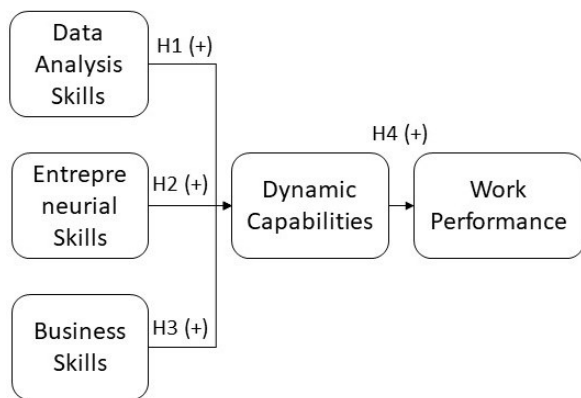 Data
Analysis
Skills
H1 (+)
Entrepre
neurial
Skills
H2 (+)
Business
Skills
H3 (+)
Dynamic
Capabilities
H4 (+)
Work
Performance